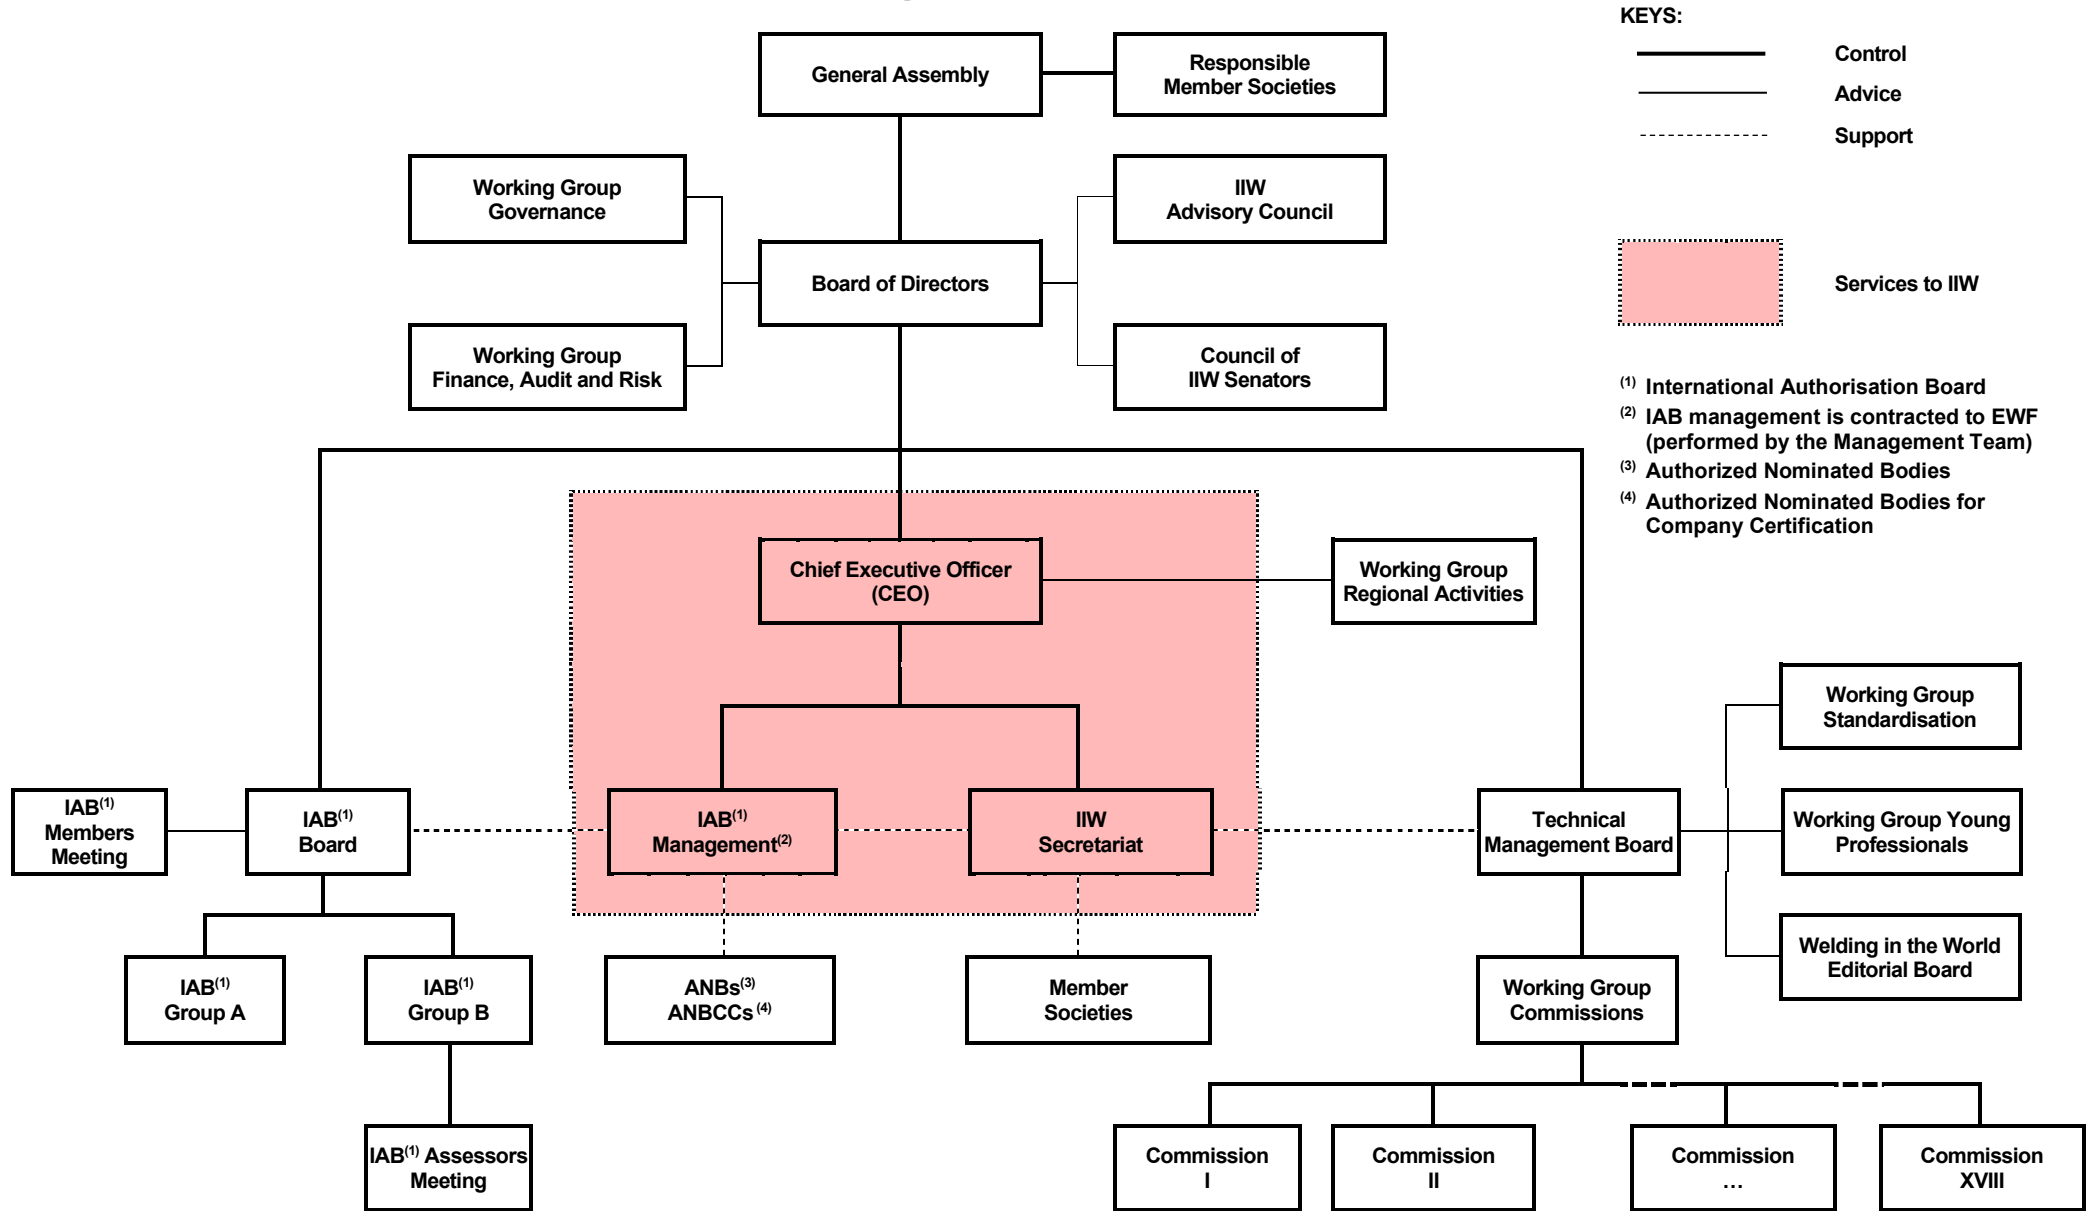 KEYS:
Control
Advice
Support
Services to IIW
(1) International Authorisation Board
(2) IAB management is contracted to EWF
(performed by the Management Team)
(3) Authorized Nominated Bodies
(4) Authorized Nominated Bodies for
Company Certification
General Assembly
Responsible
Member Societies
Working Group
Governance
IIW
Advisory Council
Board of Directors
Working Group
Finance, Audit and Risk
Council of
IIW Senators
Chief Executive Officer
(CEO)
Working Group
Regional Activities
Working Group
Standardisation
IAB(1)
Members
Meeting
IAB(1)
Board
IAB(1)
Management(2)
IIW
Secretariat
Technical
Management Board
Working Group Young
Professionals
Welding in the World
Editorial Board
IAB(1)
Group A
IAB(1)
Group B
ANBs(3)
ANBCCs (4)
Member
Societies
Working Group
Commissions
IAB(1) Assessors
Meeting
Commission
I
Commission
II
Commission
…
Commission
XVIII